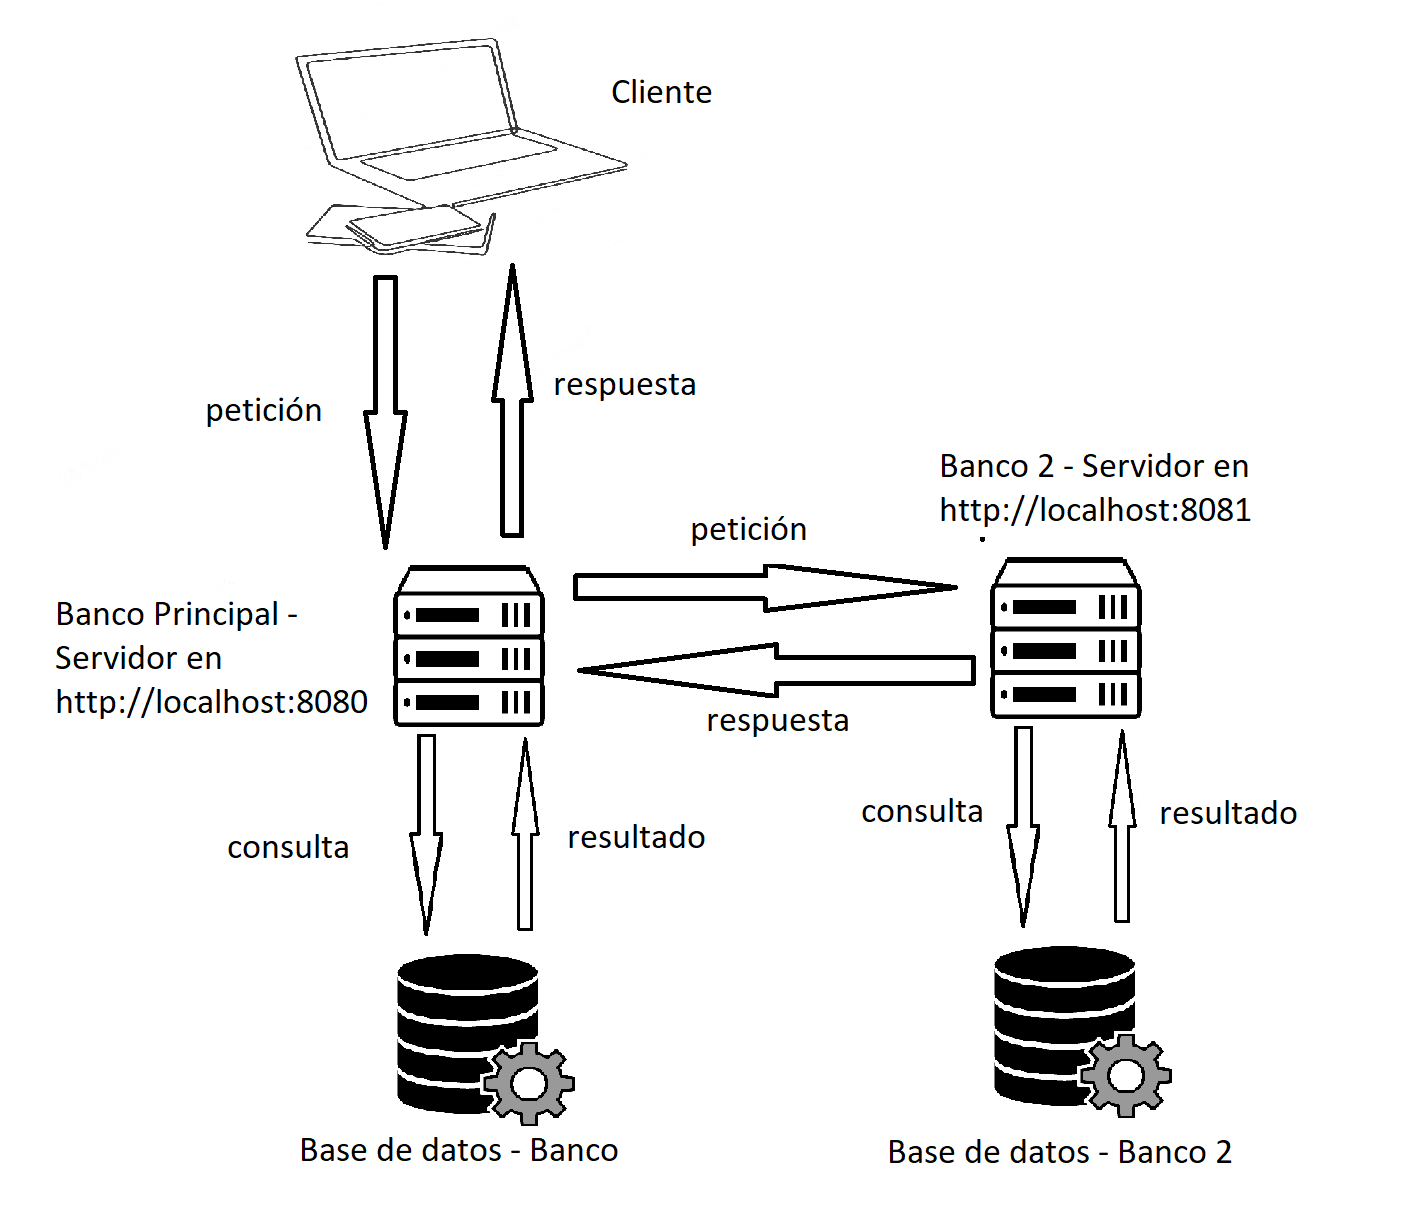 Cliente
petición
respuesta
Banco 2 - Servidor en
http://localhost:8081
petición
Banco Principal -
Servidor en
http://localhost:8080
respuesta
consulta
resultado
consulta
resultado
Base de datos - Banco
Base de datos - Banco 2